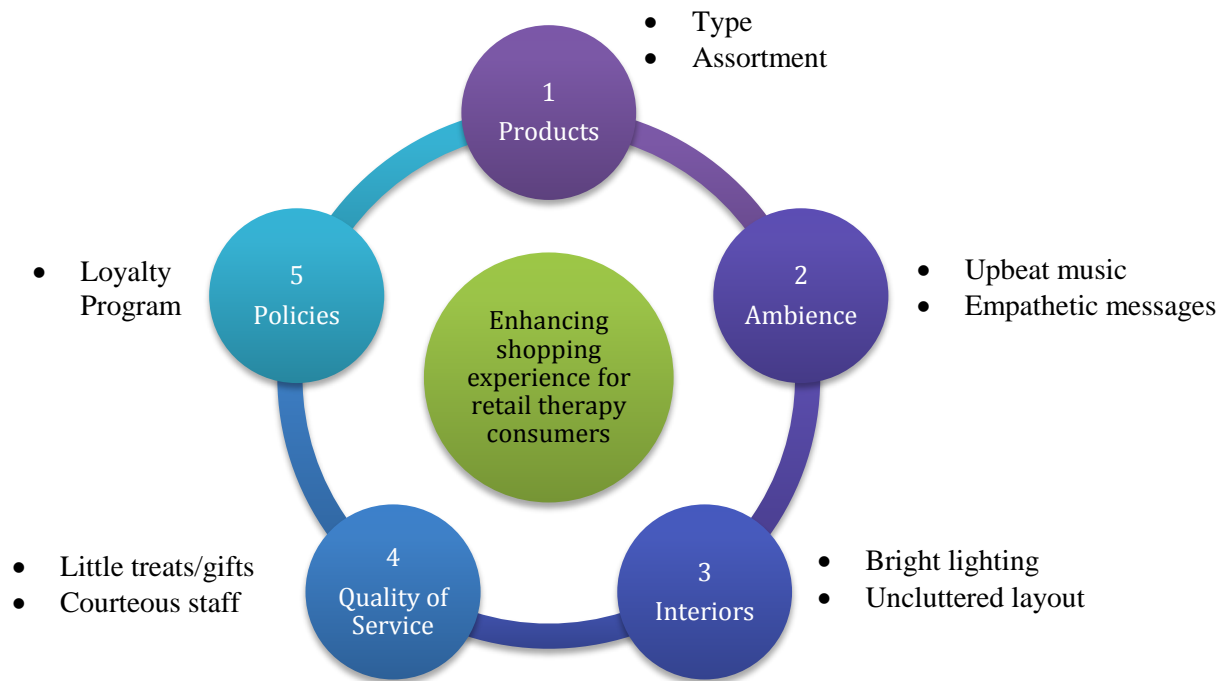 • Type
• Assortment
1
Products
2
Ambience
• Upbeat music
• Empathetic messages
3
Interiors
• Bright lighting
• Uncluttered layout
4
Quality of
Service
• Little treats/gifts
• Courteous staff
5
Policies
• Loyalty
Program
Enhancing
shopping
experience for
retail therapy
consumers